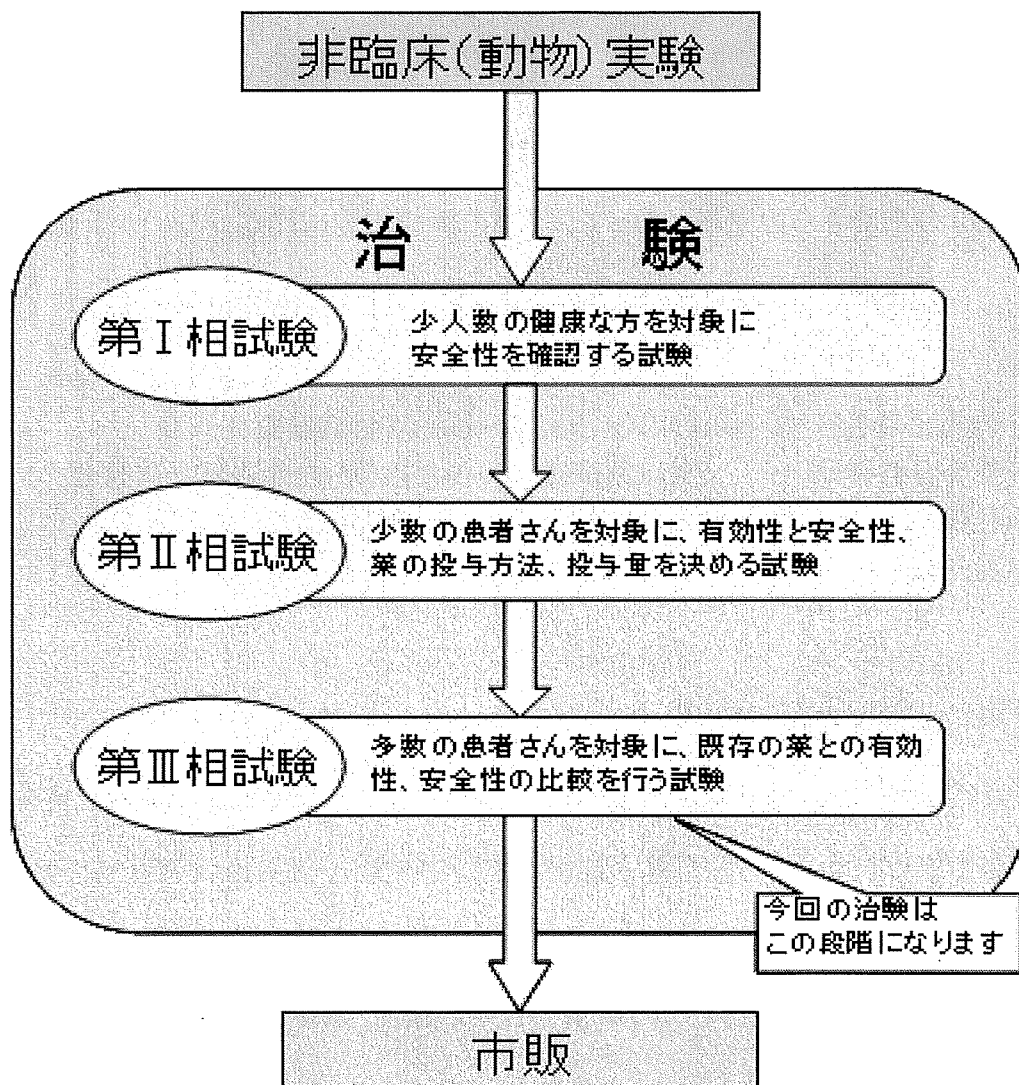 非臨床(動物)実験
治験
第Ⅰ相試験
少人数の健康な方を対象に
安全性を確認する試験
第Ⅱ相試験
少数の患者さんを対象に、有効性と安全性、
薬の投与方法、投与量を決める試験
第Ⅲ相試験
多数の患者さんを対象に、既存の薬との有効
性、安全性の比較を行う試験
今回の治験は
この段階になります
市販